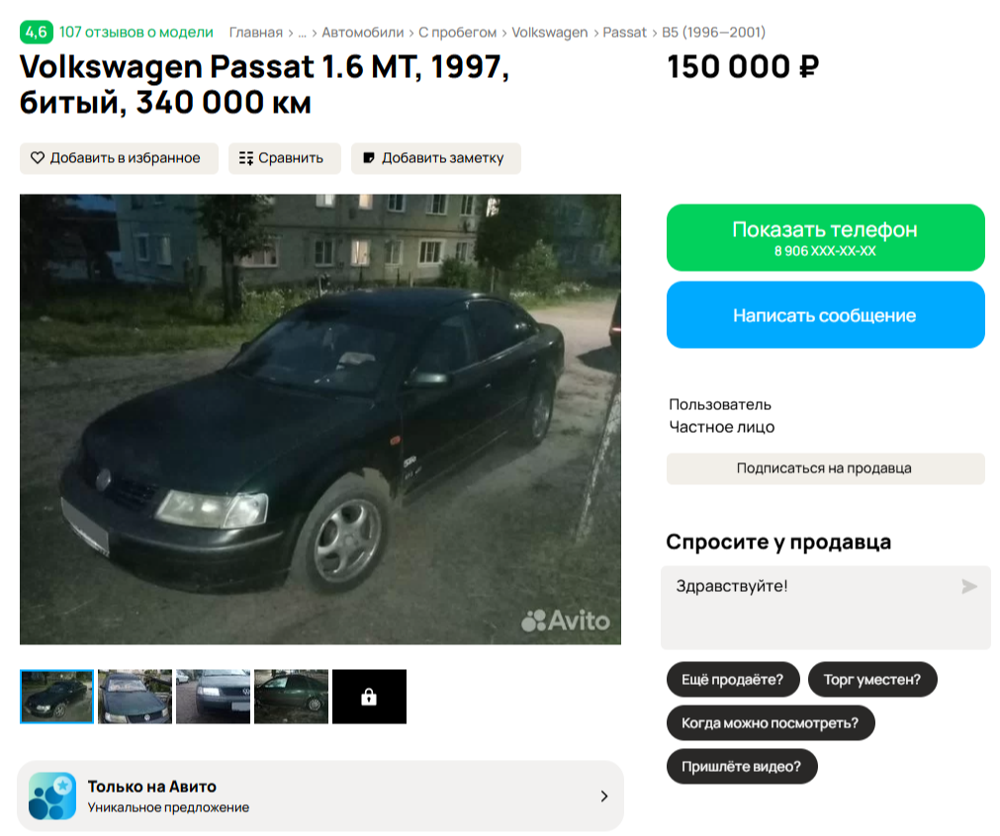 4,6 107 отзывов о модели Главная › ... › Автомобили › С пробегом › Volkswagen › Passat › B5 (1996—2001)
Volkswagen Passat 1.6 MT, 1997,
битый, 340 000 км
150 000 ₽
Добавить в избранное Сравнить Добавить заметку
Показать телефон
8 906 XXX-XX-XX
Написать сообщение
Пользователь
Частное лицо
Подписаться на продавца
Спросите у продавца
Здравствуйте!
Avito
Ещё продаёте? Торг уместен?
Когда можно посмотреть?
Пришлёте видео?
Только на Авито
Уникальное предложение